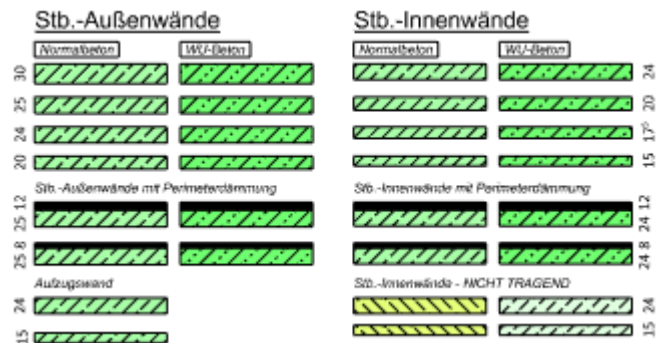 Stb.-Außenwände
Normalbeton WU-Beton
30
25
24
20
Stb.-Außenwände mit Perimeterdämmung
12
25
8
25
Aufzugswand
24
15
Stb.-Innenwände
Normalbeton WU-Beton
24
20
17⁵
15
Stb.-Innenwände mit Perimeterdämmung
12
24
8
24
Stb.-Innenwände - NICHT TRAGEND
24
15